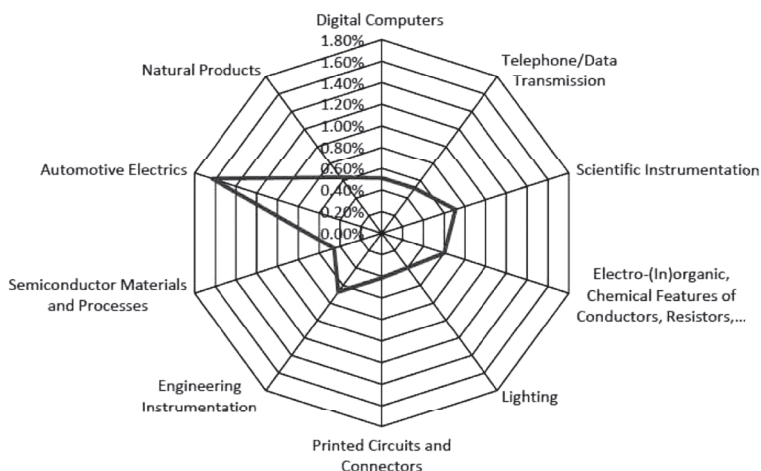 Digital Computers
1.80%
1.60%
1.40%
1.20%
1.00%
0.80%
0.60%
0.40%
0.20%
0.00%
Telephone/Data
Transmission
Scientific Instrumentation
Electro-(In)organic,
Chemical Features of
Conductors, Resistors,...
Lighting
Printed Circuits and
Connectors
Engineering
Instrumentation
Semiconductor Materials
and Processes
Automotive Electrics
Natural Products